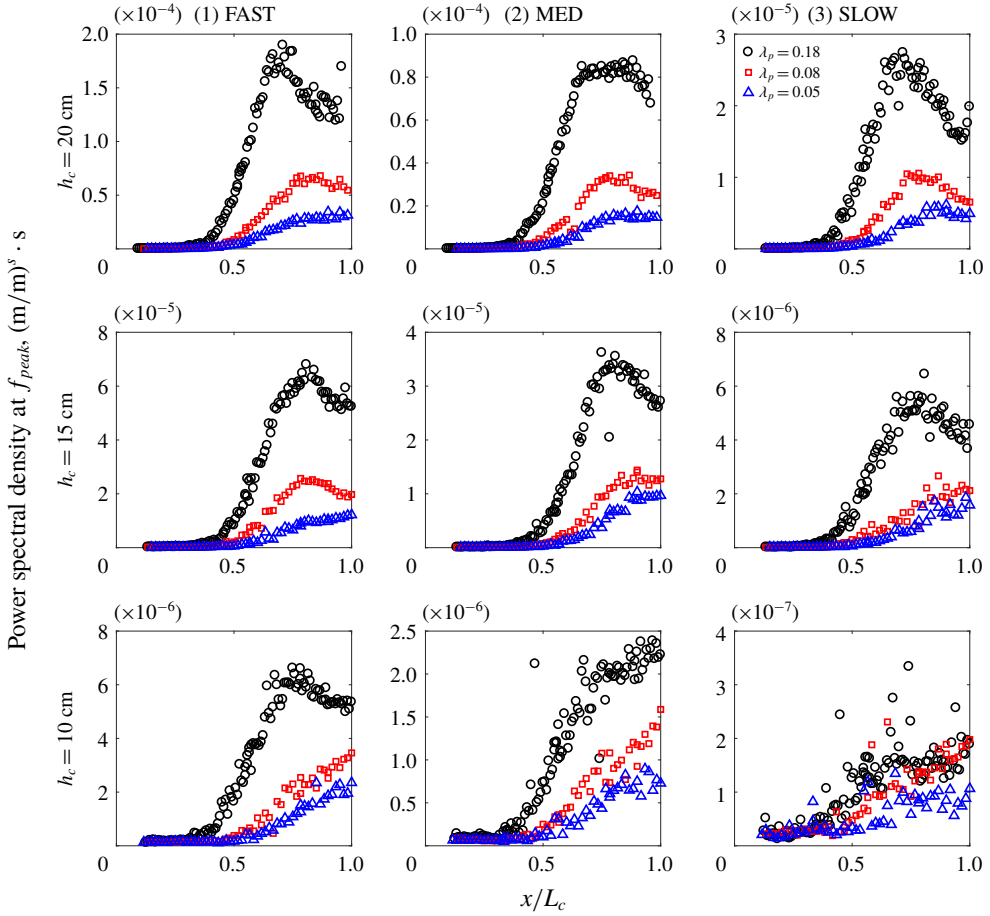 (×10⁻⁴) (1) FAST (×10⁻⁴) (2) MED (×10⁻⁵) (3) SLOW
2.0 1.0 3
λp = 0.18
λp = 0.08
λp = 0.05
1.5 0.8 2
0.6
1.0
0.4 1
0.5 0.2
0 0.5 1.0 0 0.5 1.0 0 0.5 1.0
hc = 20 cm
(×10⁻⁵) (×10⁻⁵) (×10⁻⁶)
8 4 8
6 3 6
4 2 4
2 1 2
0 0.5 1.0 0 0.5 1.0 0 0.5 1.0
hc = 15 cm
(×10⁻⁶) (×10⁻⁶) (×10⁻⁷)
8 2.5 4
6 2.0 3
1.5
4 2
1.0
2 0.5 1
0 0.5 1.0 0 0.5 1.0 0 0.5 1.0
hc = 10 cm
x/Lc
Power spectral density at fpeak, (m/m)ˢ · s